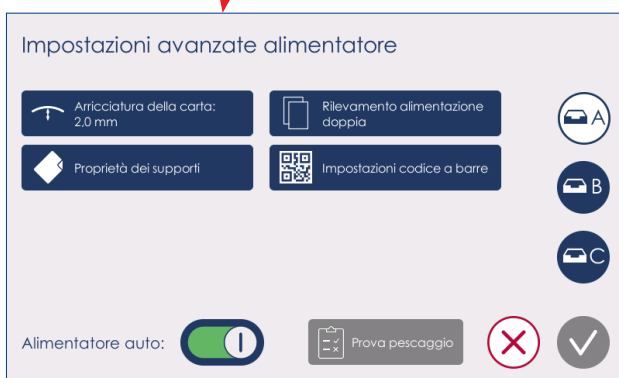 Impostazioni avanzate alimentatore
Arricciatura della carta:
2,0 mm
Rilevamento alimentazione
doppia
A
Proprietà dei supporti
Impostazioni codice a barre
B
C
Alimentatore auto:
Prova pescaggio